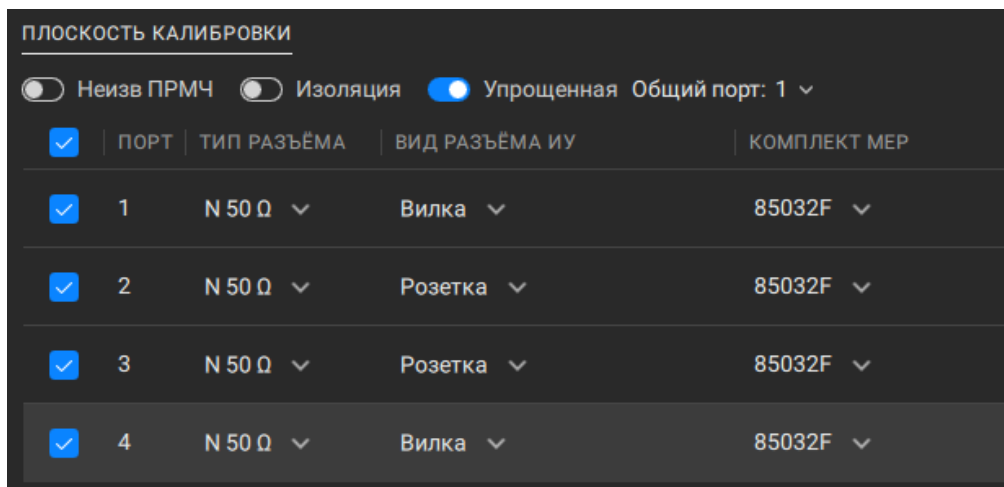 ПЛОСКОСТЬ КАЛИБРОВКИ
Неизв ПРМЧ Изоляция Упрощенная Общий порт: 1
ПОРТ ТИП РАЗЪЁМА ВИД РАЗЪЁМА ИУ КОМПЛЕКТ МЕР
1 N 50 Ω Вилка 85032F
2 N 50 Ω Розетка 85032F
3 N 50 Ω Розетка 85032F
4 N 50 Ω Вилка 85032F